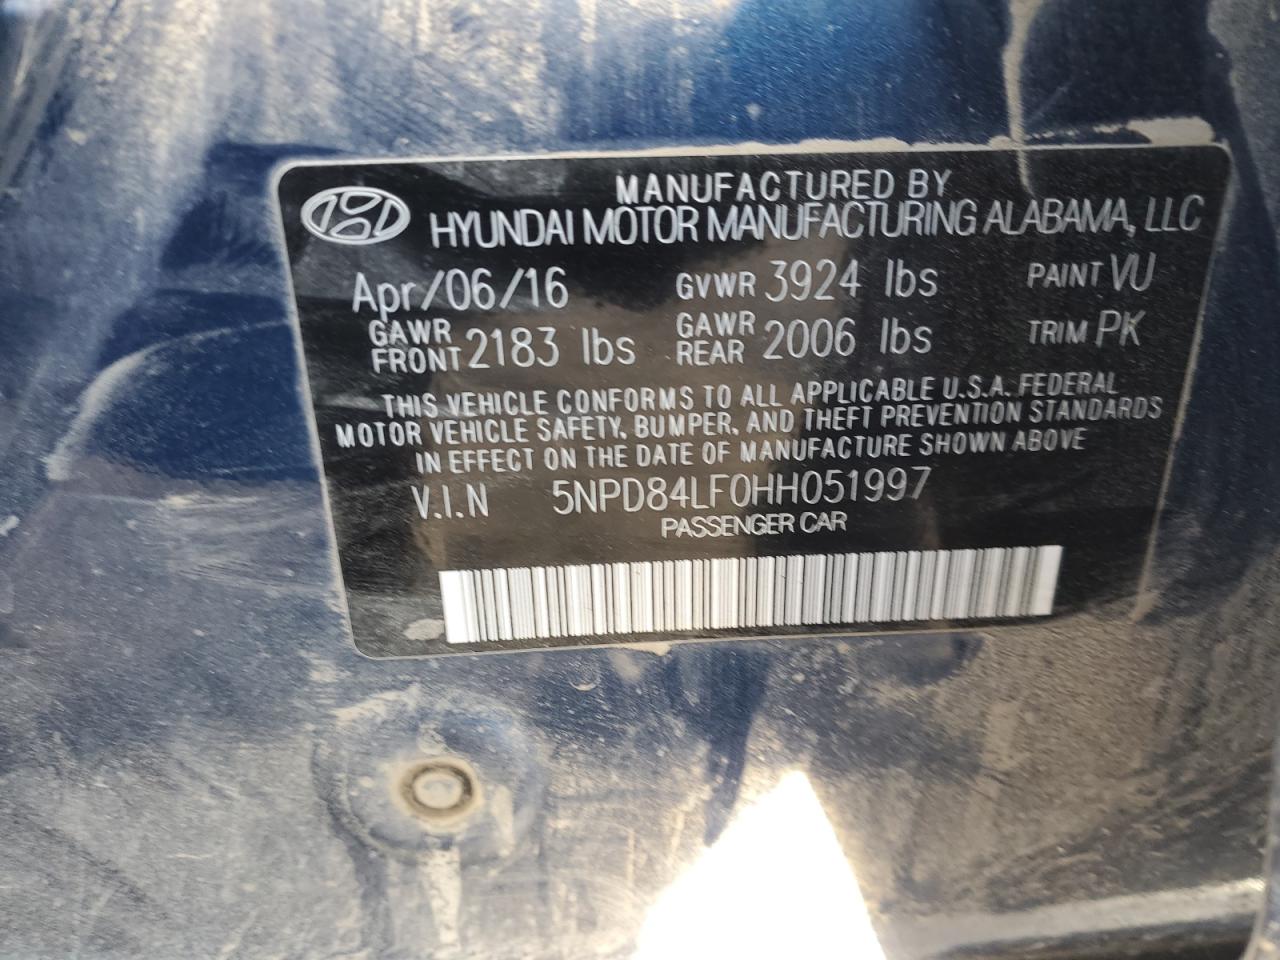 MANUFACTURED BY
HYUNDAI MOTOR MANUFACTURING ALABAMA, LLC
Apr/06/16 GVWR 3924 lbs PAINT VU
GAWR FRONT 2183 lbs GAWR REAR 2006 lbs TRIM PK
THIS VEHICLE CONFORMS TO ALL APPLICABLE U.S.A. FEDERAL
MOTOR VEHICLE SAFETY, BUMPER, AND THEFT PREVENTION STANDARDS
IN EFFECT ON THE DATE OF MANUFACTURE SHOWN ABOVE
V.I.N 5NPD84LF0HH051997
PASSENGER CAR